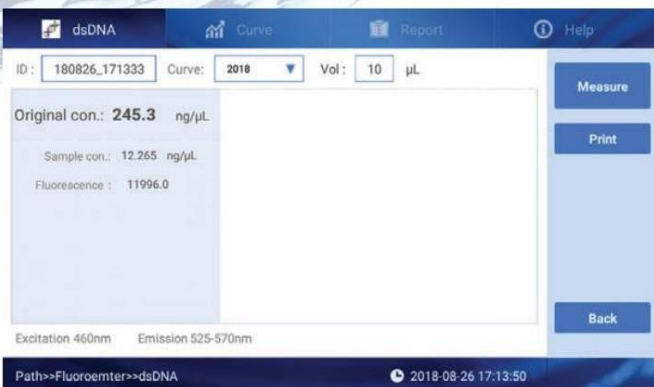 dsDNA Curve Report Help
ID : 180826_171333 Curve: 2018 Vol : 10 µL
Measure
Original con.: 245.3 ng/µL
Print
Sample con.: 12.265 ng/µL
Fluorescence : 11996.0
Back
Excitation 460nm Emission 525-570nm
Path>>Fluoroemter>>dsDNA 2018-08-26 17:13:50